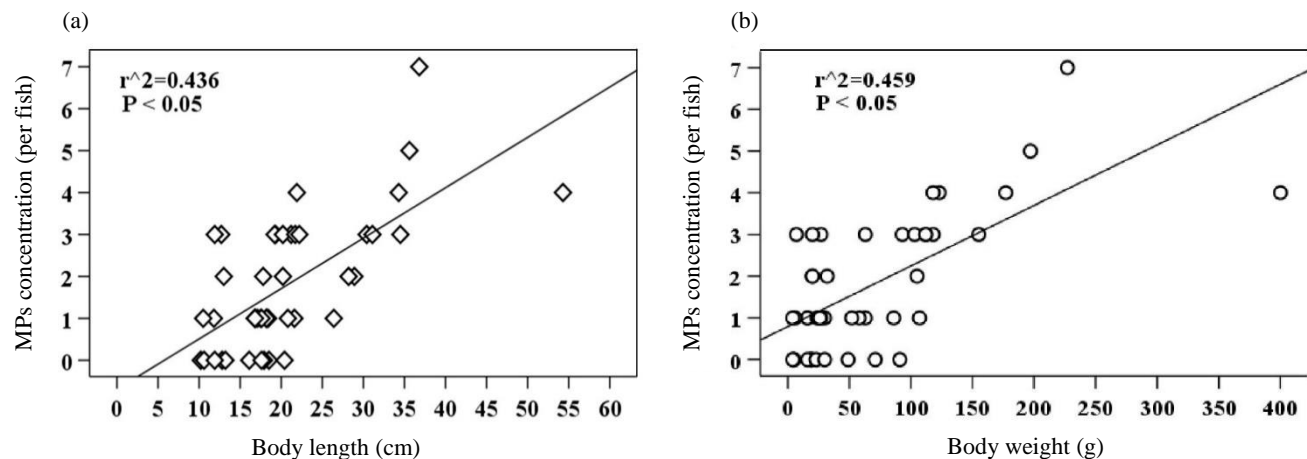 (a)
MPs concentration (per fish)
7
6
5
4
3
2
1
0
r^2=0.436
P < 0.05
0 5 10 15 20 25 30 35 40 45 50 55 60
Body length (cm)
(b)
MPs concentration (per fish)
7
6
5
4
3
2
1
0
r^2=0.459
P < 0.05
0 50 100 150 200 250 300 350 400
Body weight (g)